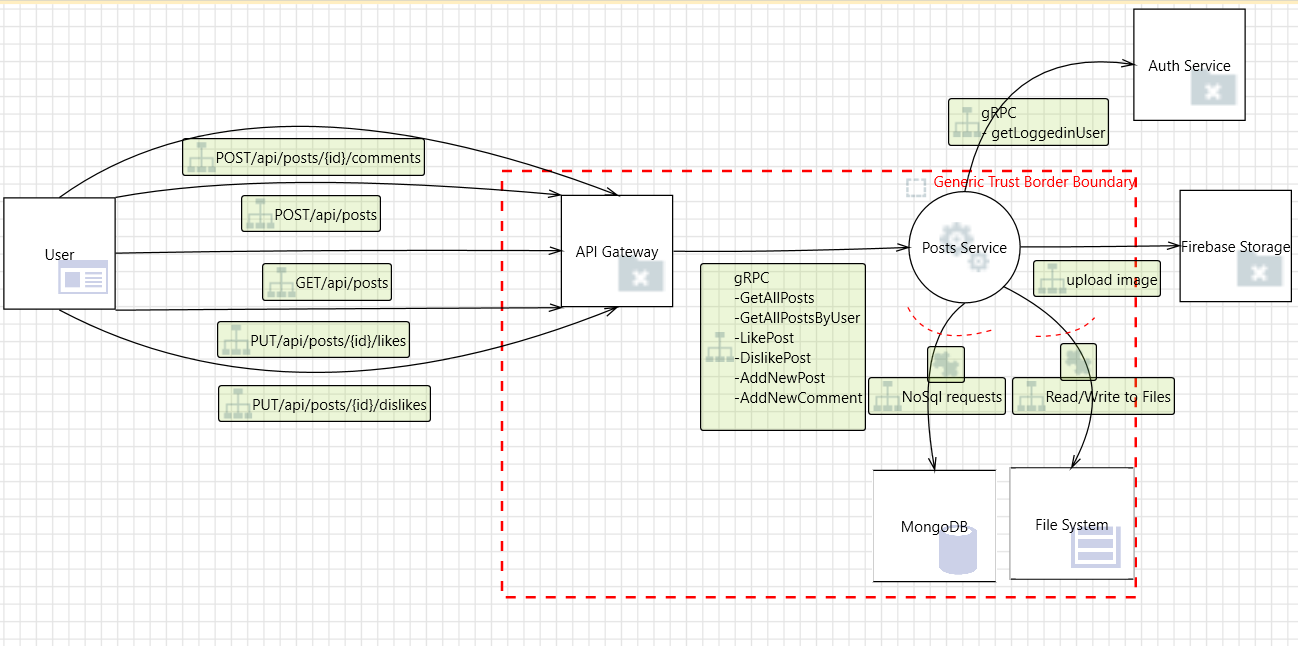 Auth Service
gRPC
- getLoggedinUser
POST/api/posts/{id}/comments
Generic Trust Border Boundary
POST/api/posts
User
API Gateway
Posts Service
Firebase Storage
GET/api/posts
gRPC
-GetAllPosts
-GetAllPostsByUser
-LikePost
-DislikePost
-AddNewPost
-AddNewComment
upload image
PUT/api/posts/{id}/likes
PUT/api/posts/{id}/dislikes
NoSql requests
Read/Write to Files
MongoDB
File System